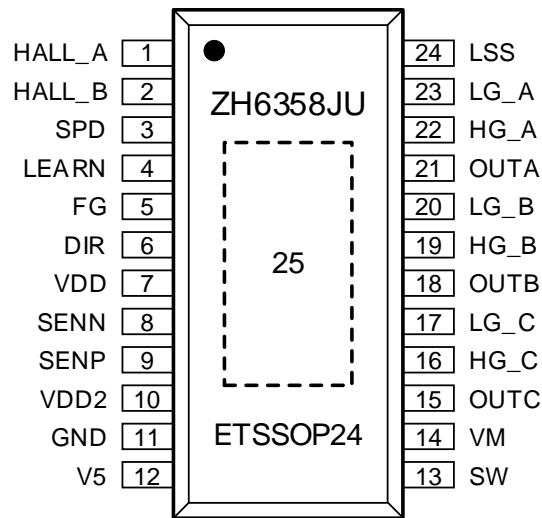 HALL_A 1 24 LSS
HALL_B 2 ZH6358JU 23 LG_A
SPD 3 22 HG_A
LEARN 4 21 OUTA
FG 5 20 LG_B
DIR 6 25 19 HG_B
VDD 7 18 OUTB
SENN 8 17 LG_C
SENP 9 16 HG_C
VDD2 10 15 OUTC
GND 11 ETSSOP24 14 VM
V5 12 13 SW